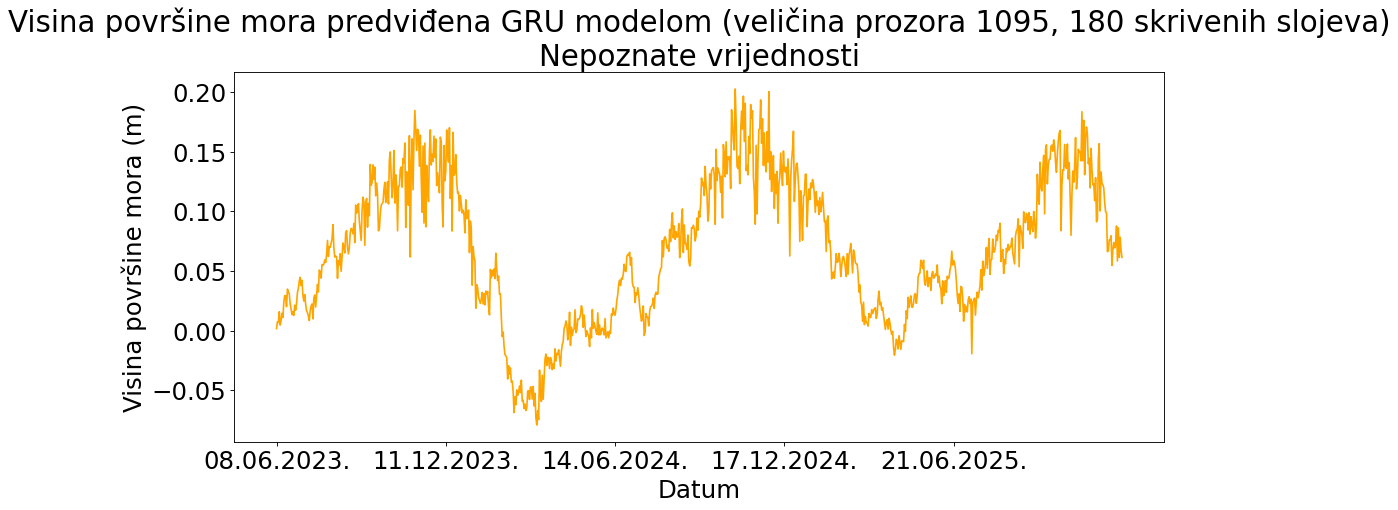 Visina površine mora predviđena GRU modelom (veličina prozora 1095, 180 skrivenih slojeva)
Nepoznate vrijednosti
Visina površine mora (m)
0.20
0.15
0.10
0.05
0.00
−0.05
08.06.2023. 11.12.2023. 14.06.2024. 17.12.2024. 21.06.2025.
Datum